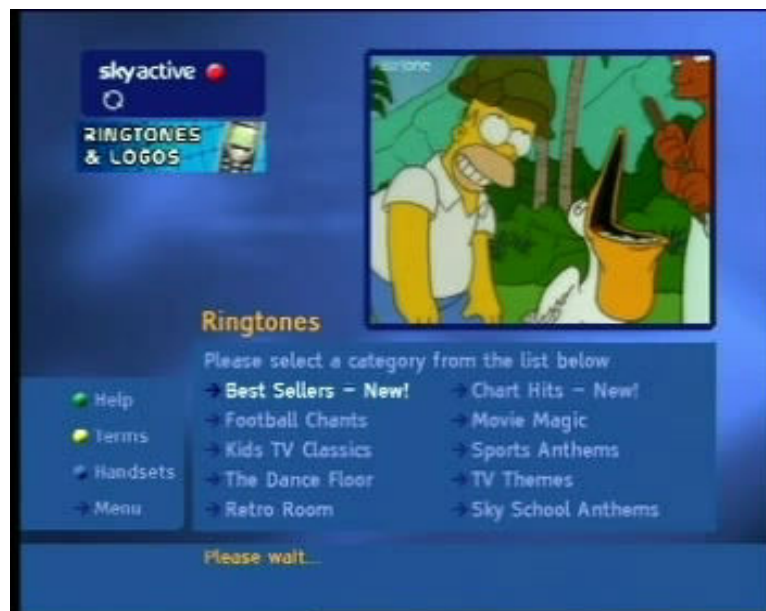 skyactive
RINGTONES
& LOGOS
Ringtones
Please select a category from the list below
Best Sellers – New!
Chart Hits – New!
Football Chants
Movie Magic
Kids TV Classics
Sports Anthems
The Dance Floor
TV Themes
Retro Room
Sky School Anthems
Help
Terms
Handsets
Menu
Please wait...